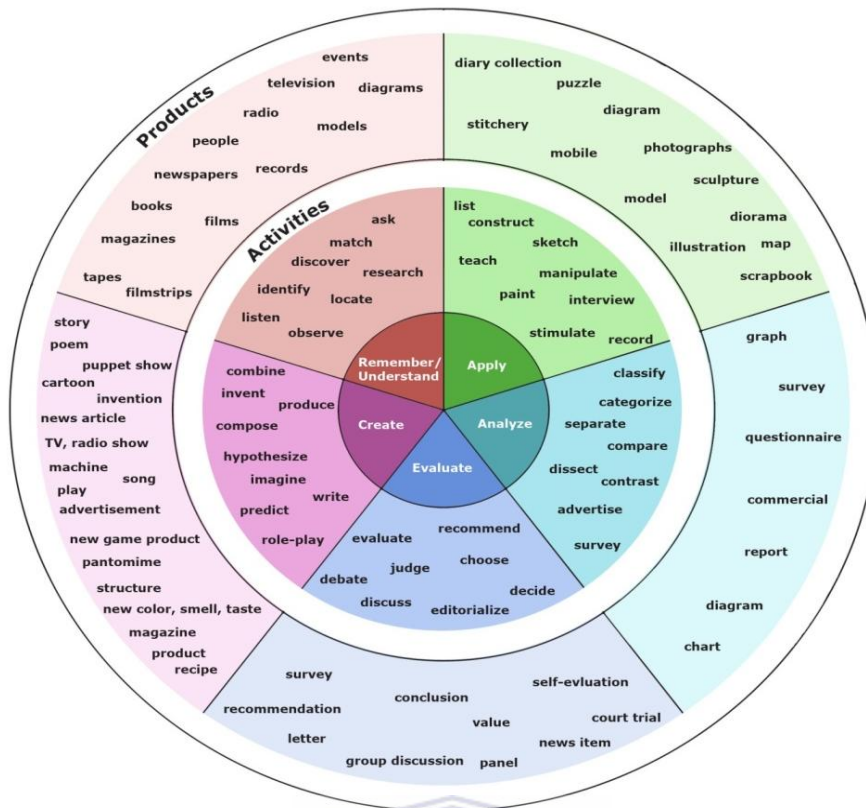 Products
events
television
diagrams
radio
models
people
records
newspapers
books
films
magazines
tapes
filmstrips
diary collection
puzzle
diagram
stitchery
photographs
mobile
sculpture
model
diorama
illustration
map
scrapbook
graph
survey
questionnaire
commercial
report
diagram
chart
survey
self-evluation
conclusion
recommendation
value
court trial
letter
news item
group discussion
panel
story
poem
puppet show
cartoon
invention
news article
TV, radio show
machine
song
play
advertisement
new game product
pantomime
structure
new color, smell, taste
magazine
product
recipe
Activities
ask
match
discover
research
identify
locate
listen
observe
list
construct
sketch
teach
manipulate
paint
interview
stimulate
record
classify
categorize
separate
compare
dissect
contrast
advertise
survey
recommend
evaluate
choose
judge
debate
decide
discuss
editorialize
combine
invent
produce
compose
hypothesize
imagine
write
predict
role-play
Remember/
Understand
Apply
Analyze
Evaluate
Create